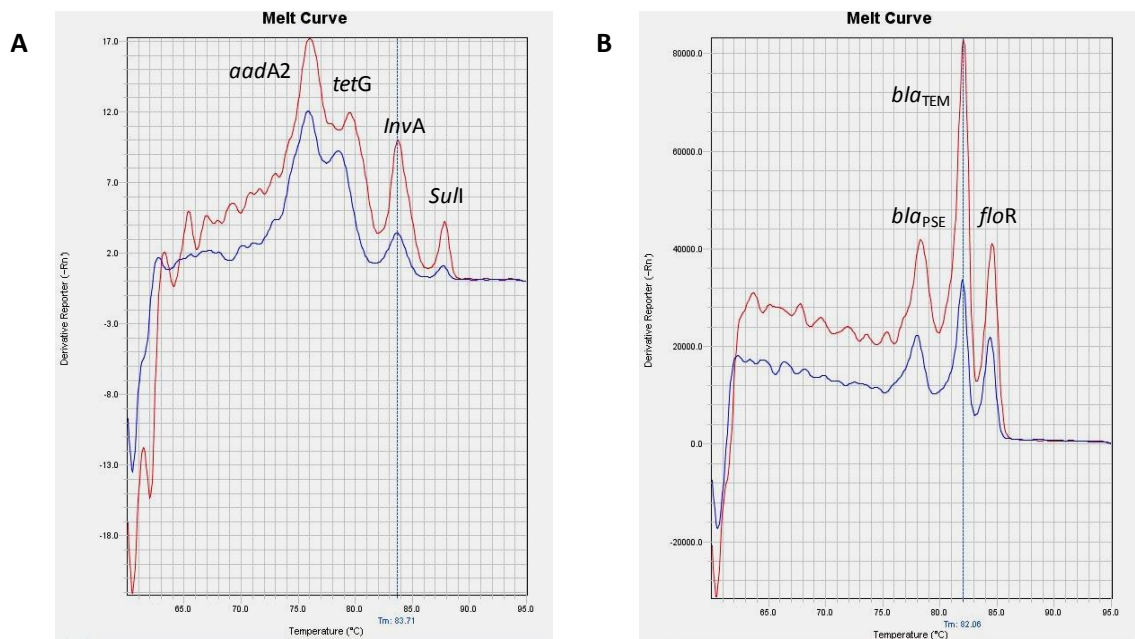 A
Melt Curve
17.0
12.0
7.0
2.0
-3.0
-8.0
-13.0
-18.0
Derivative Reporter (-Rn')
aadA2
tetG
InvA
SulI
65.0 70.0 75.0 80.0 85.0 90.0 95.0
Tm: 83.71
Temperature (°C)
B
Melt Curve
80000.0
60000.0
40000.0
20000.0
0.0
-20000.0
Derivative Reporter (-Rn')
blaTEM
blaPSE
floR
65.0 70.0 75.0 80.0 85.0 90.0 95.0
Tm: 82.06
Temperature (°C)